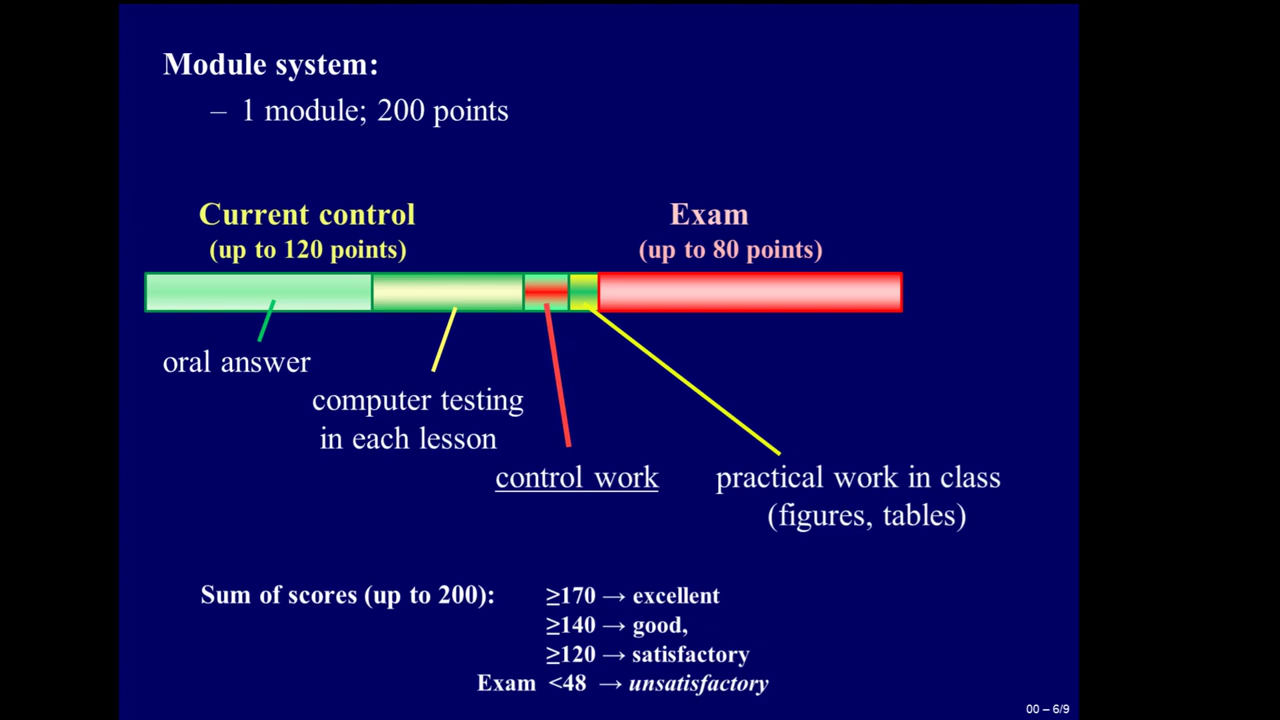 Module system:
– 1 module; 200 points
Current control
(up to 120 points)
Exam
(up to 80 points)
oral answer
computer testing
in each lesson
control work
practical work in class
(figures, tables)
Sum of scores (up to 200): ≥170 → excellent
≥140 → good,
≥120 → satisfactory
Exam <48 → unsatisfactory
00 – 6/9